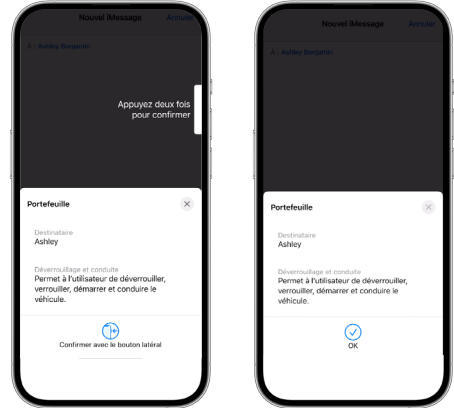 Nouvel iMessage Annuler
À : Ashley Benjamin
Appuyez deux fois
pour confirmer
Portefeuille
Destinataire
Ashley
Déverrouillage et conduite
Permet à l'utilisateur de déverrouiller,
verrouiller, démarrer et conduire le
véhicule.
Confirmer avec le bouton latéral
Nouvel iMessage Annuler
À : Ashley Benjamin
Portefeuille
Destinataire
Ashley
Déverrouillage et conduite
Permet à l'utilisateur de déverrouiller,
verrouiller, démarrer et conduire le
véhicule.
OK